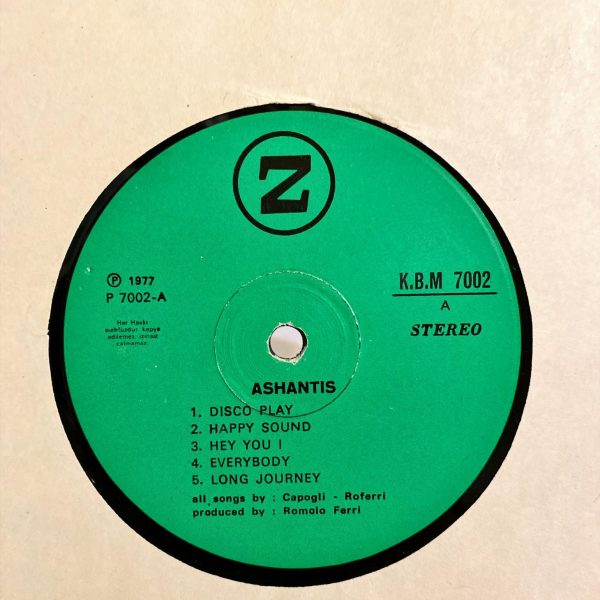 Z
Ⓟ 1977
P 7002-A
K.B.M 7002
A
STEREO
Her Hakkı
mahfuzdur. kopya
edilemez. izinsiz
çalınamaz.
ASHANTIS
1. DISCO PLAY
2. HAPPY SOUND
3. HEY YOU I
4. EVERYBODY
5. LONG JOURNEY
all songs by : Capogli - Roferri
produced by : Romolo Ferri